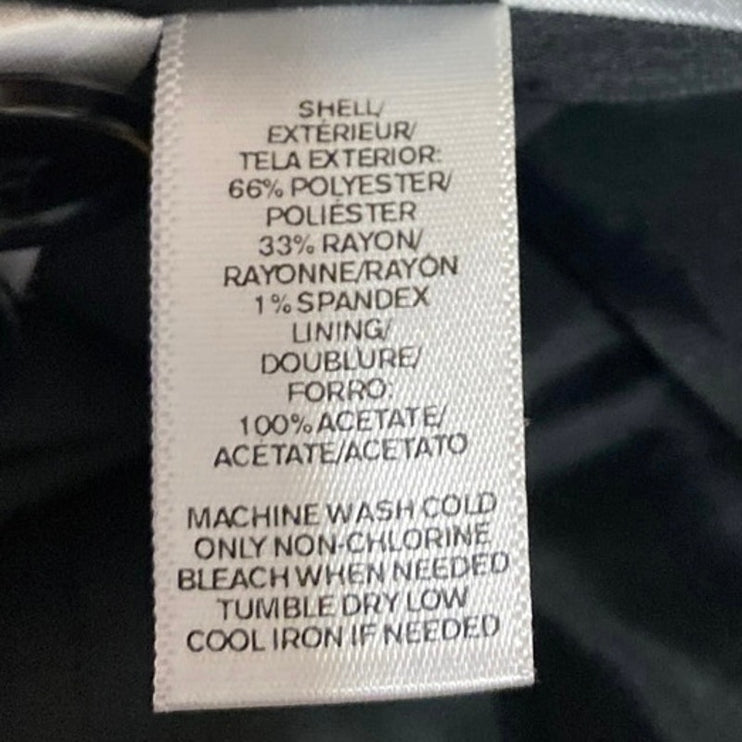 SHELL/
EXTÉRIEUR/
TELA EXTERIOR:
66% POLYESTER/
POLIÉSTER
33% RAYON/
RAYONNE/RAYÓN
1% SPANDEX
LINING/
DOUBLURE/
FORRO:
100% ACETATE/
ACÉTATE/ACETATO
MACHINE WASH COLD
ONLY NON-CHLORINE
BLEACH WHEN NEEDED
TUMBLE DRY LOW
COOL IRON IF NEEDED